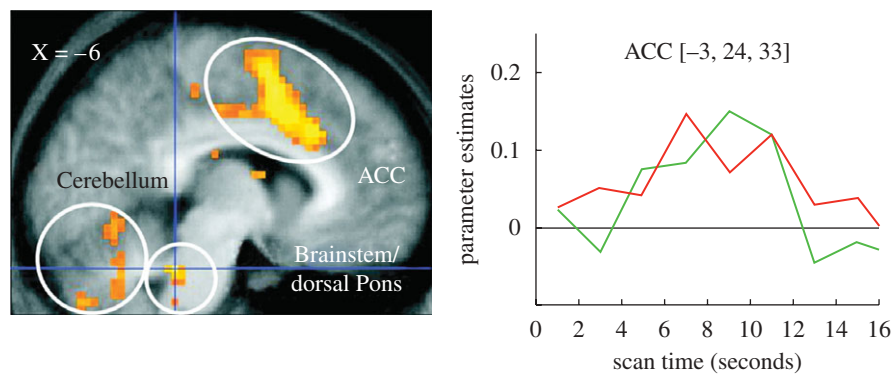 X = –6
Cerebellum
ACC
Brainstem/
dorsal Pons
ACC [–3, 24, 33]
parameter estimates
0.2
0.1
0
0 2 4 6 8 10 12 14 16
scan time (seconds)